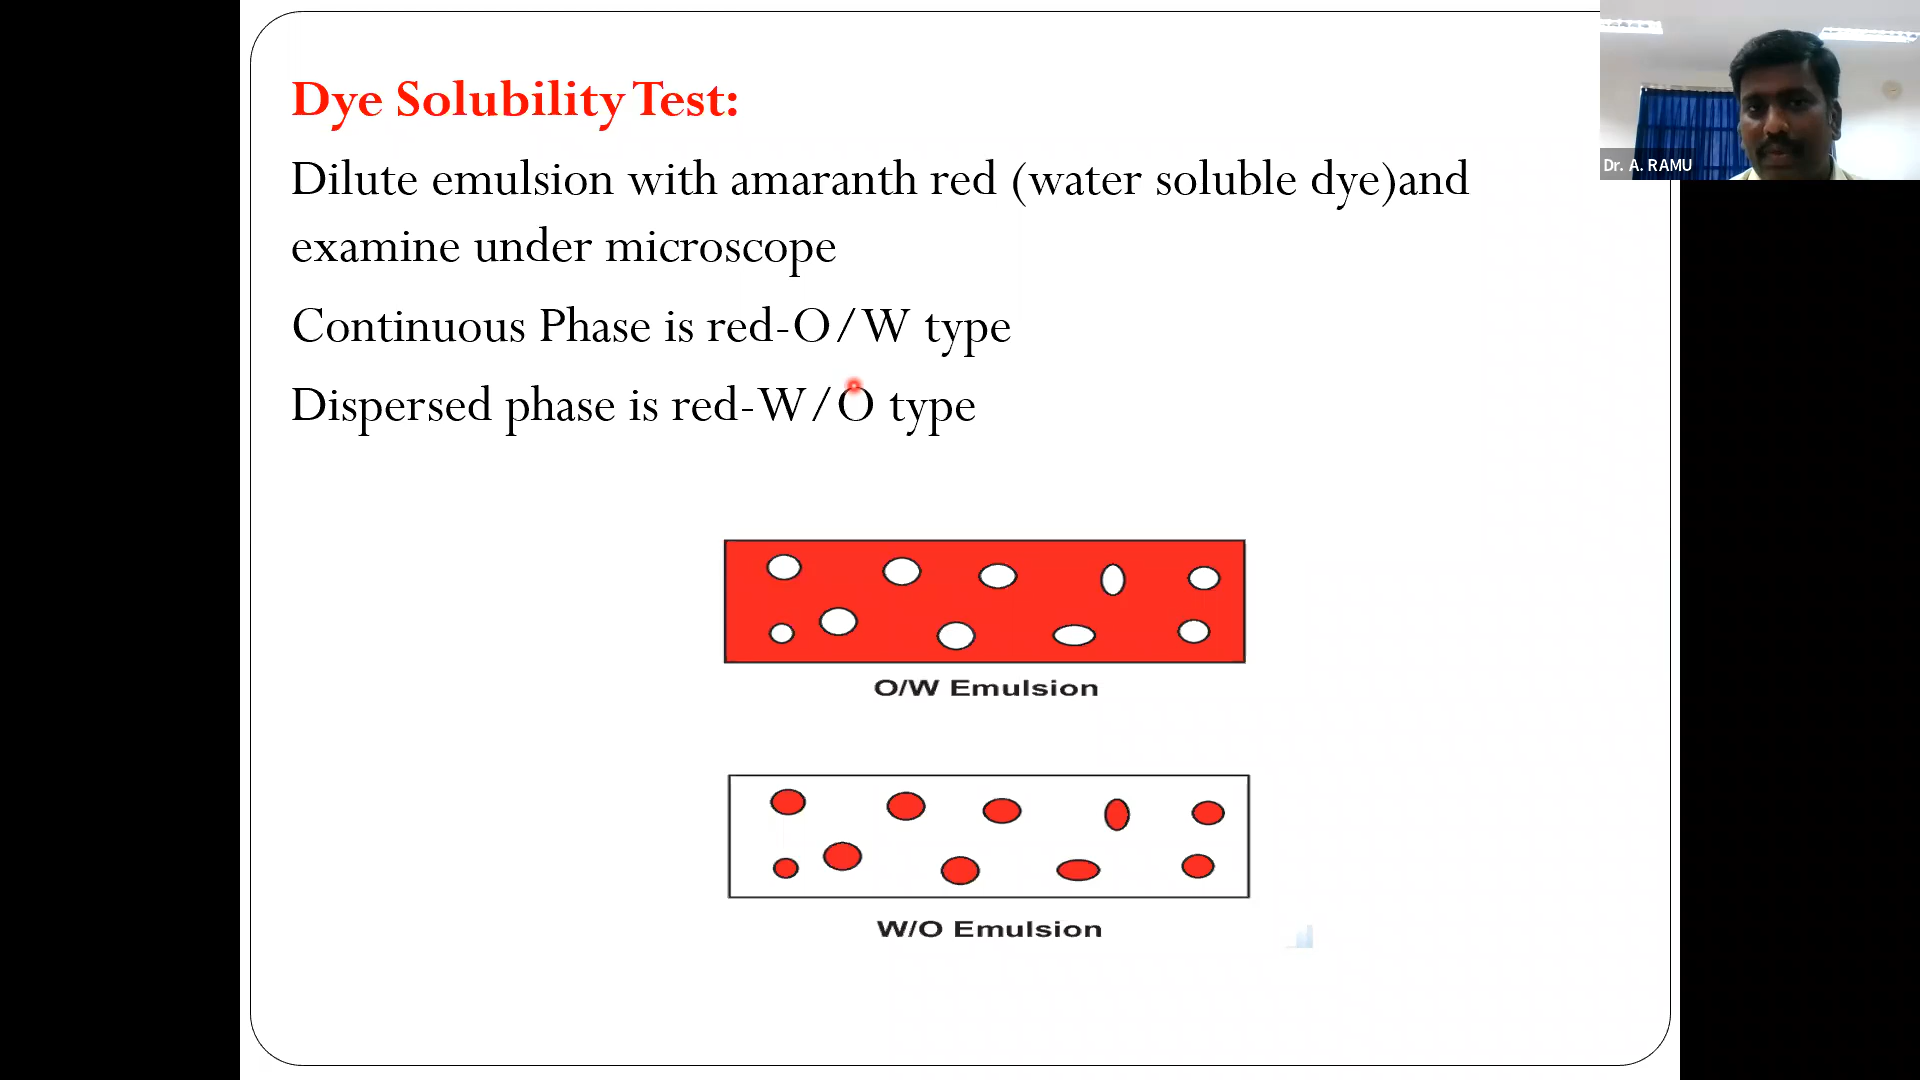 Dye Solubility Test:
Dilute emulsion with amaranth red (water soluble dye)and
examine under microscope
Continuous Phase is red-O/W type
Dispersed phase is red-W/O type
O/W Emulsion
W/O Emulsion
Dr. A. RAMU